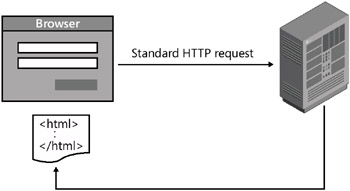 Browser
Standard HTTP request
<html>
:
</html>